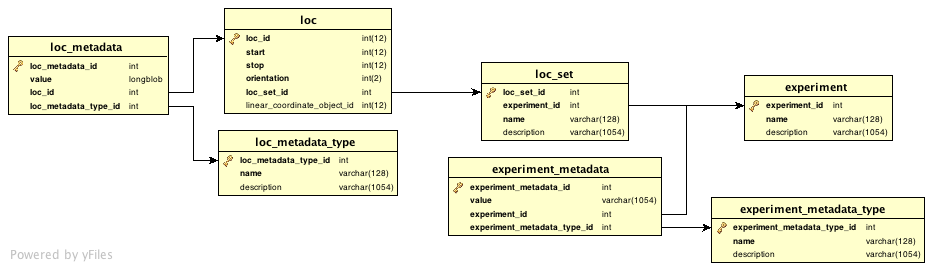 loc_metadata
loc_metadata_id int
value longblob
loc_id int
loc_metadata_type_id int
loc
loc_id int(12)
start int(12)
stop int(12)
orientation int(2)
loc_set_id int(12)
linear_coordinate_object_id int(12)
loc_metadata_type
loc_metadata_type_id int
name varchar(128)
description varchar(1054)
loc_set
loc_set_id int
experiment_id int
name varchar(128)
description varchar(1054)
experiment
experiment_id int
name varchar(128)
description varchar(1054)
experiment_metadata
experiment_metadata_id int
value varchar(1054)
experiment_id int
experiment_metadata_type_id int
experiment_metadata_type
experiment_metadata_type_id int
name varchar(128)
description varchar(1054)
Powered by yFiles